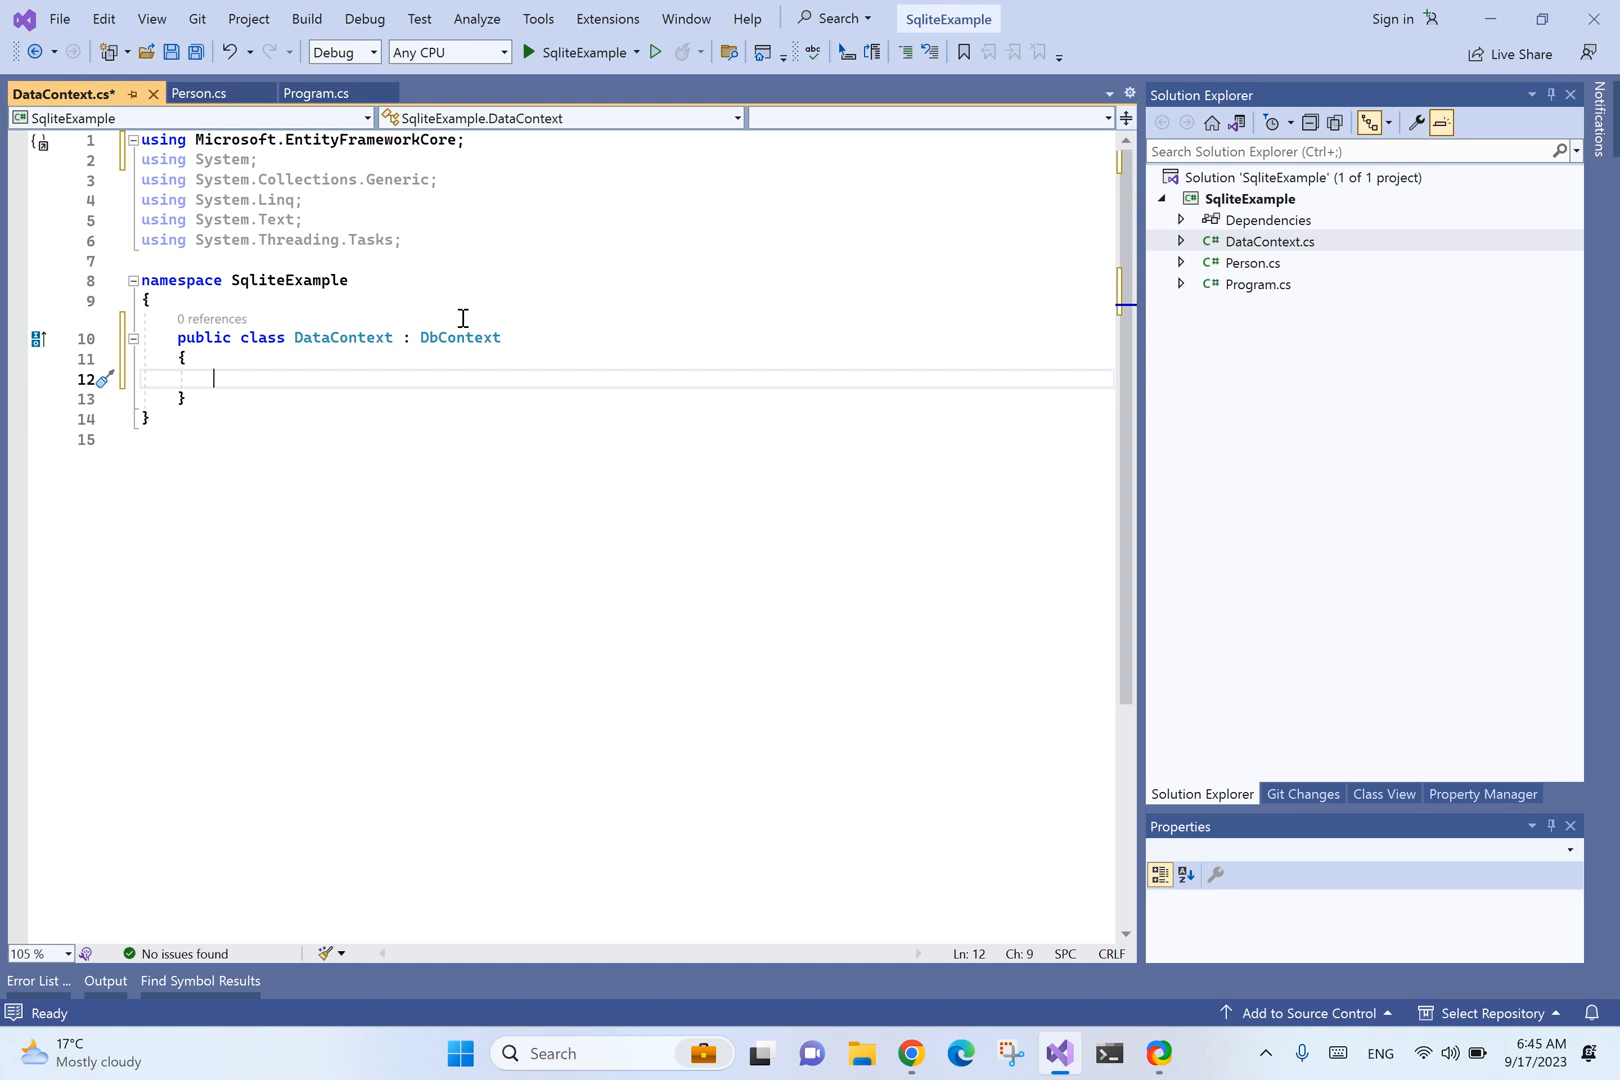 File Edit View Git Project Build Debug Test Analyze Tools Extensions Window Help Search SqliteExample Sign in
Debug Any CPU SqliteExample Live Share
DataContext.cs* Person.cs Program.cs
SqliteExample SqliteExample.DataContext
1 using Microsoft.EntityFrameworkCore;
2 using System;
3 using System.Collections.Generic;
4 using System.Linq;
5 using System.Text;
6 using System.Threading.Tasks;
7
8 namespace SqliteExample
9 {
0 references
10 public class DataContext : DbContext
11 {
12
13 }
14 }
15
105 % No issues found Ln: 12 Ch: 9 SPC CRLF
Error List ... Output Find Symbol Results
Solution Explorer
Search Solution Explorer (Ctrl+;)
Solution 'SqliteExample' (1 of 1 project)
C# SqliteExample
Dependencies
C# DataContext.cs
C# Person.cs
C# Program.cs
Solution Explorer Git Changes Class View Property Manager
Properties
Notifications
Ready Add to Source Control Select Repository
17°C
Mostly cloudy
Search
ENG
6:45 AM
9/17/2023